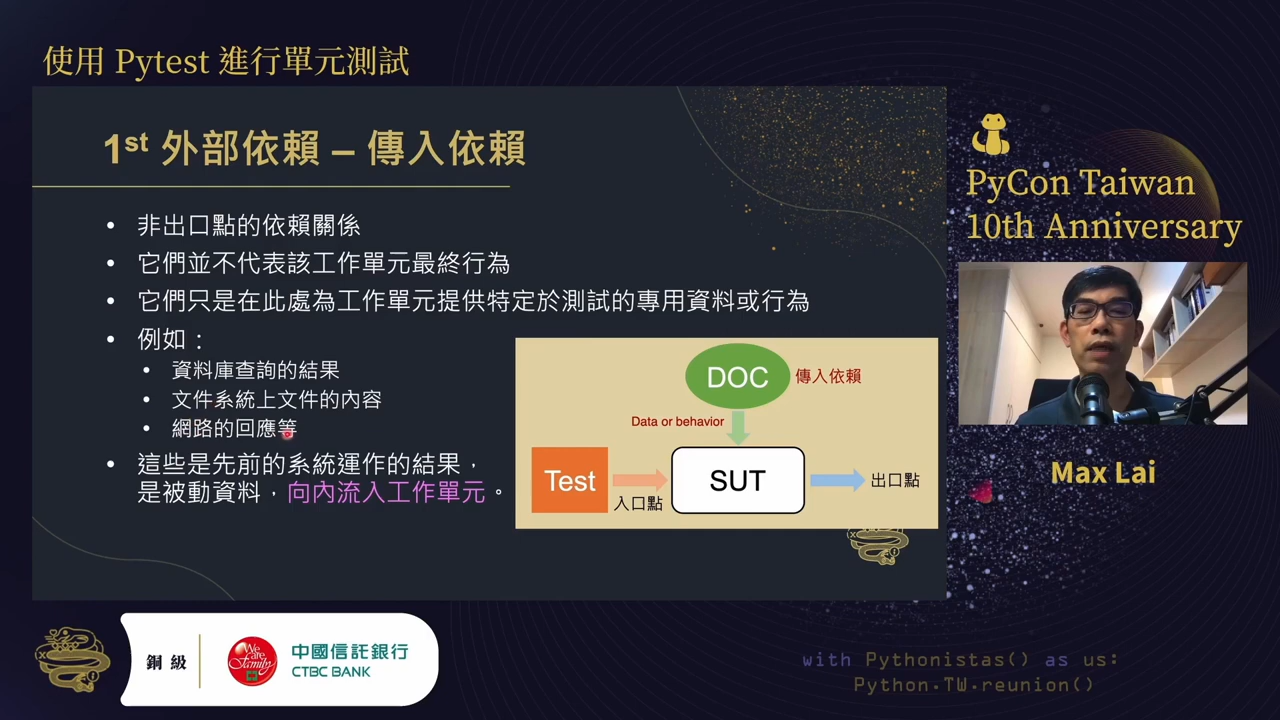 使用 Pytest 進行單元測試
1st 外部依賴 – 傳入依賴
• 非出口點的依賴關係
• 它們並不代表該工作單元最終行為
• 它們只是在此處為工作單元提供特定於測試的專用資料或行為
• 例如：
• 資料庫查詢的結果
• 文件系統上文件的內容
• 網路的回應等
• 這些是先前的系統運作的結果，
是被動資料，向內流入工作單元。
DOC
傳入依賴
Data or behavior
Test
入口點
SUT
出口點
PyCon Taiwan
10th Anniversary
Max Lai
銅級
We are Family
中國信託銀行
CTBC BANK
with Pythonistas() as us:
Python.TW.reunion()